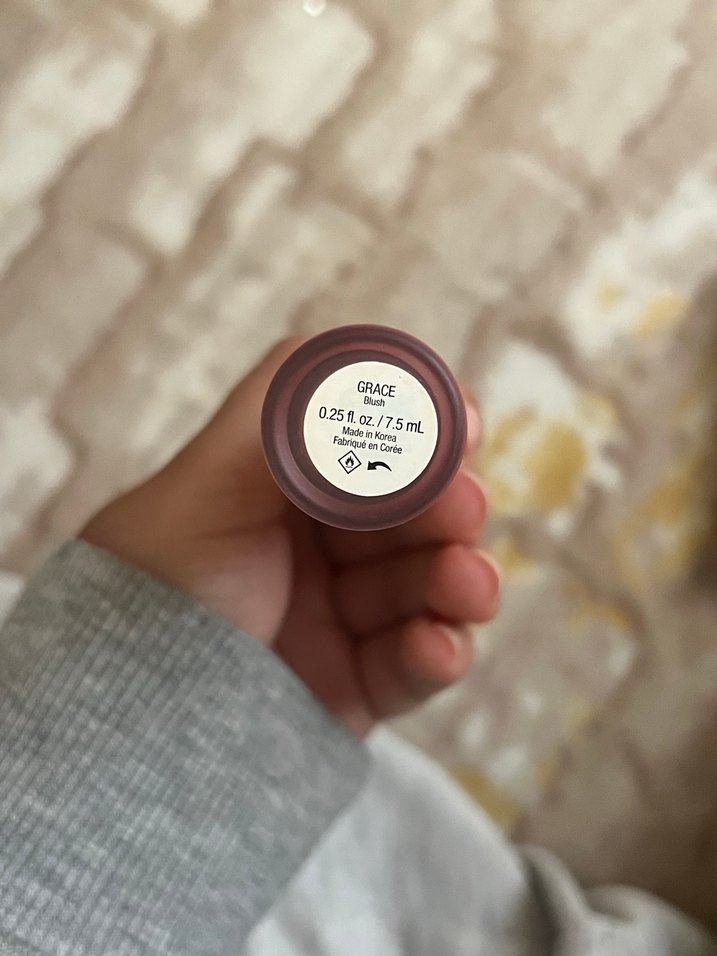 GRACE
Blush
0.25 fl. oz. / 7.5 mL
Made in Korea
Fabriqué en Corée